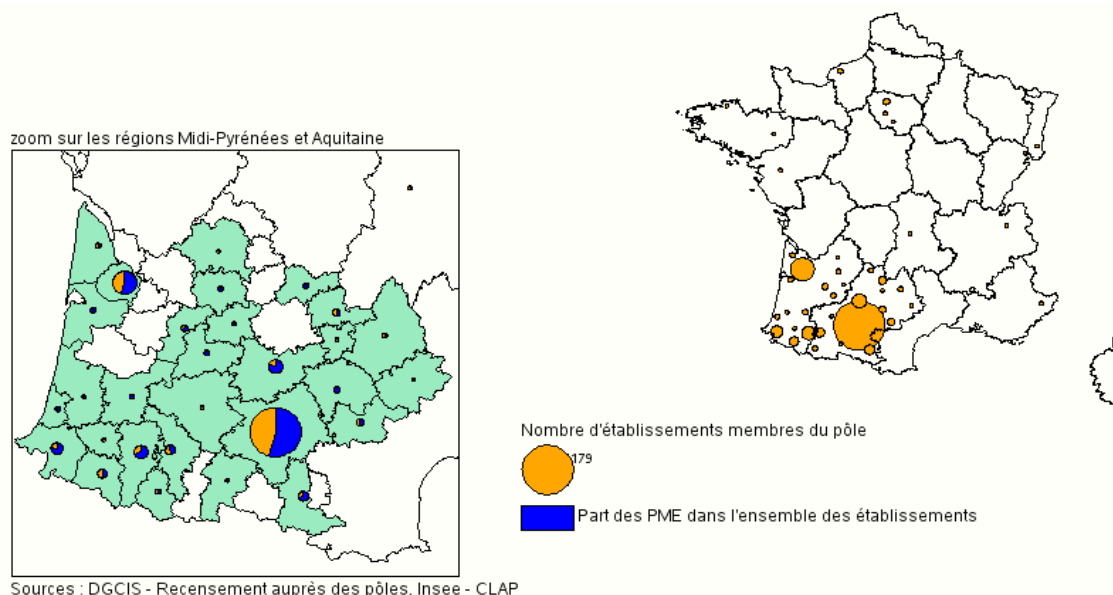 zoom sur les régions Midi-Pyrénées et Aquitaine
Nombre d'établissements membres du pôle
179
Part des PME dans l'ensemble des établissements
Sources : DGCIS - Recensement auprès des pôles, Insee - CLAP